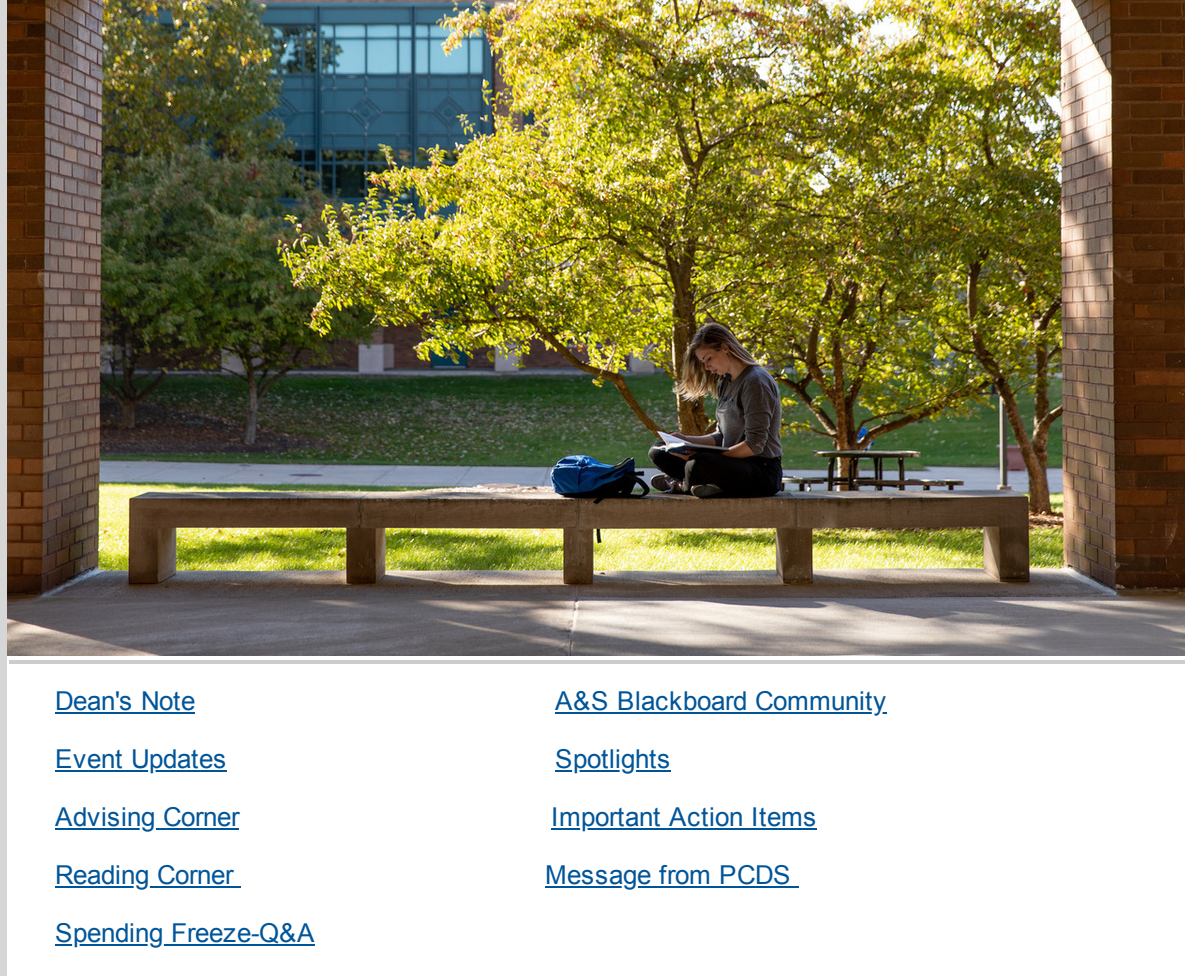 Dean's Note
A&S Blackboard Community
Event Updates
Spotlights
Advising Corner
Important Action Items
Reading Corner
Message from PCDS
Spending Freeze-Q&A